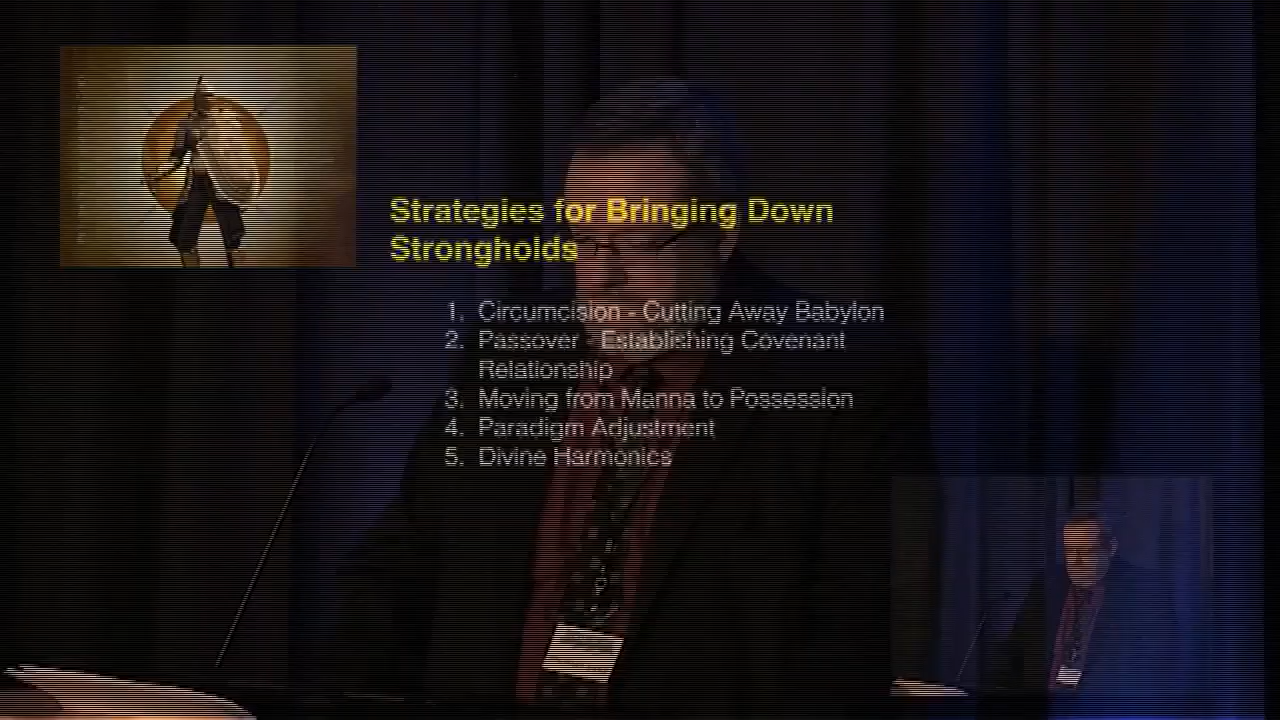 Strategies for Bringing Down
Strongholds
1. Circumcision - Cutting Away Babylon
2. Passover - Establishing Covenant
Relationship
3. Moving from Manna to Possession
4. Paradigm Adjustment
5. Divine Harmonics